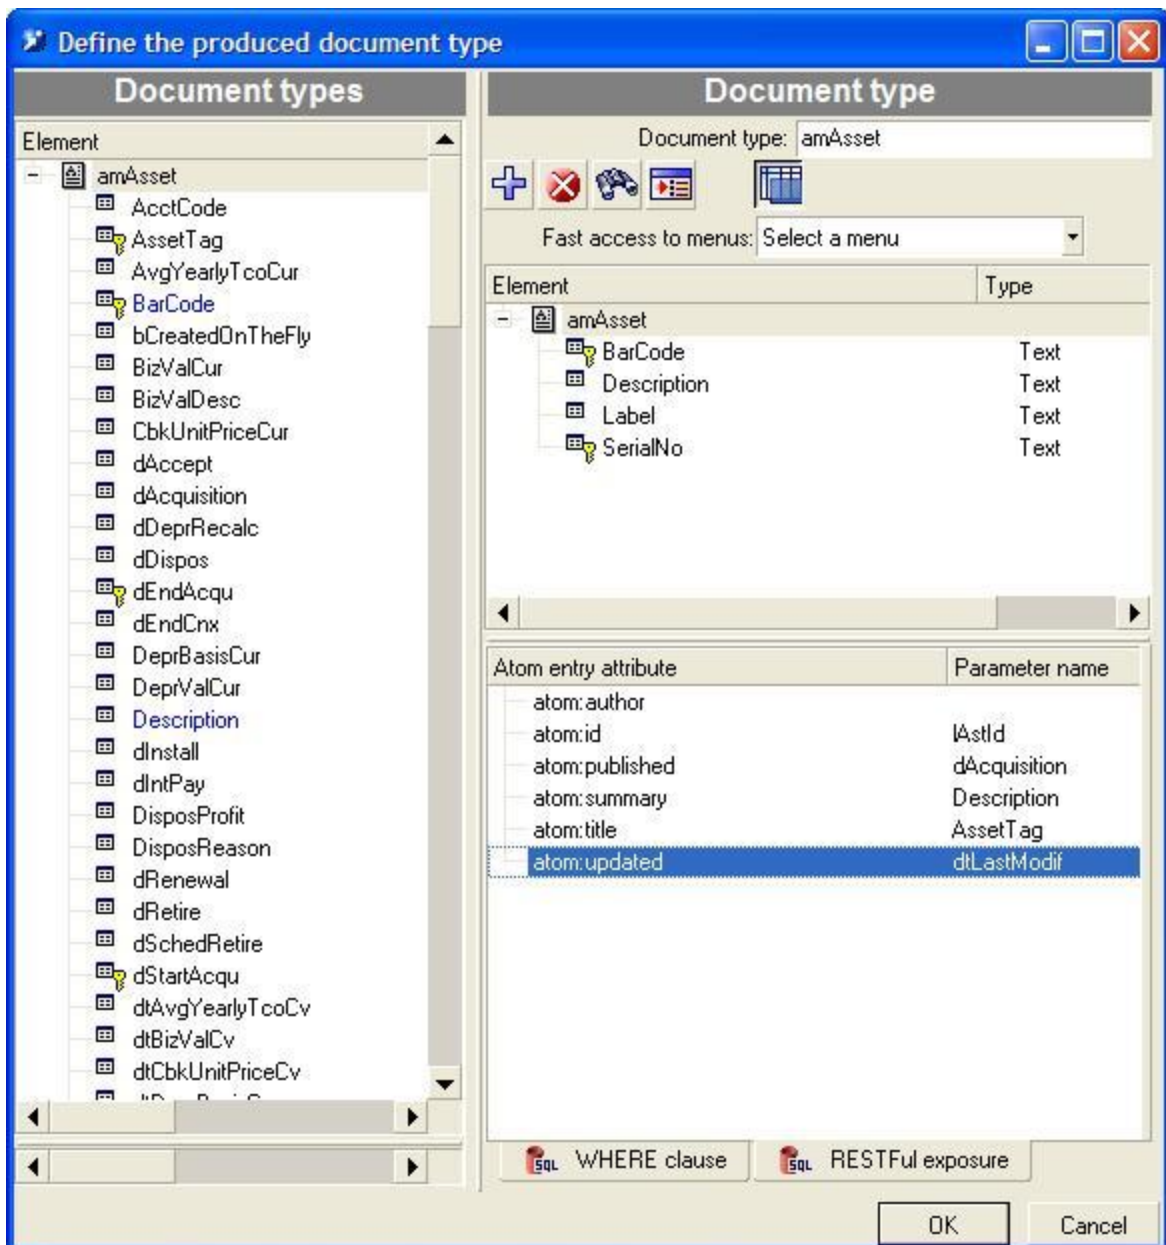 Define the produced document type
Document types
Element
amAsset
AcctCode
AssetTag
AvgYearlyTcoCur
BarCode
bCreatedOnTheFly
BizValCur
BizValDesc
CbkUnitPriceCur
dAccept
dAcquisition
dDeprRecalc
dDispos
dEndAcqu
dEndCnx
DeprBasisCur
DeprValCur
Description
dInstall
dIntPay
DisposProfit
DisposReason
dRenewal
dRetire
dSchedRetire
dStartAcqu
dtAvgYearlyTcoCv
dtBizValCv
dtCbkUnitPriceCv
Document type
Document type: amAsset
Fast access to menus: Select a menu
Element Type
amAsset
BarCode Text
Description Text
Label Text
SerialNo Text
Atom entry attribute Parameter name
atom:author
atom:id lAstId
atom:published dAcquisition
atom:summary Description
atom:title AssetTag
atom:updated dtLastModif
SQL WHERE clause SQL RESTFul exposure
OK Cancel